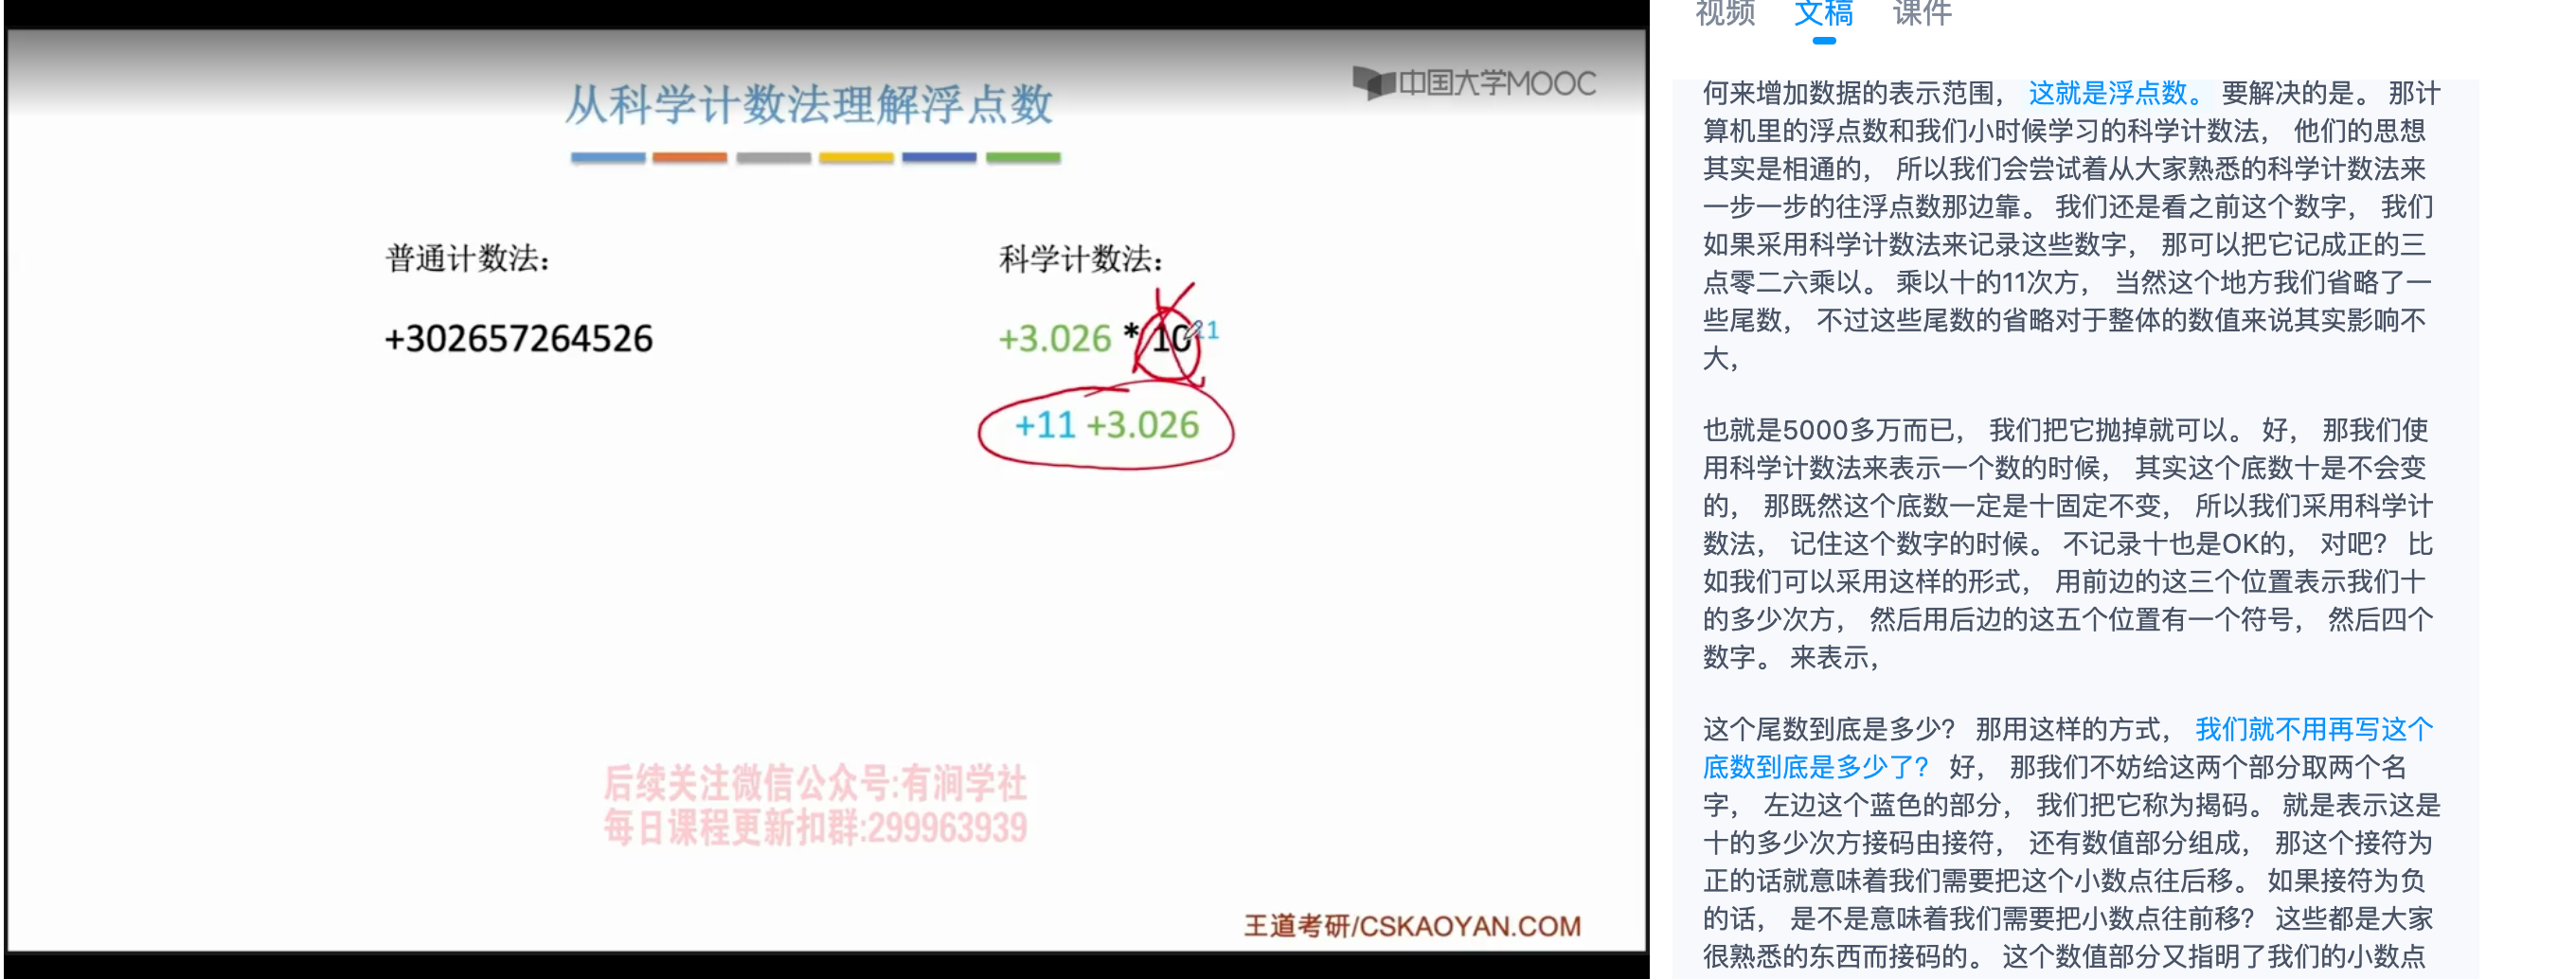 中国大学MOOC
从科学计数法理解浮点数
普通计数法：
+302657264526
科学计数法：
+3.026 * 10
+11 +3.026
后续关注微信公众号:有涧学社
每日课程更新扣群:299963939
王道考研/CSKAOYAN.COM
视频 文稿 课件
何来增加数据的表示范围， 这就是浮点数。 要解决的是。 那计
算机里的浮点数和我们小时候学习的科学计数法， 他们的思想
其实是相通的， 所以我们会尝试着从大家熟悉的科学计数法来
一步一步的往浮点数那边靠。 我们还是看之前这个数字， 我们
如果采用科学计数法来记录这些数字， 那可以把它记成正的三
点零二六乘以。 乘以十的11次方， 当然这个地方我们省略了一
些尾数， 不过这些尾数的省略对于整体的数值来说其实影响不
大，
也就是5000多万而已， 我们把它抛掉就可以。 好， 那我们使
用科学计数法来表示一个数的时候， 其实这个底数十是不会变
的， 那既然这个底数一定是十固定不变， 所以我们采用科学计
数法， 记住这个数字的时候。 不记录十也是OK的， 对吧？ 比
如我们可以采用这样的形式， 用前边的这三个位置表示我们十
的多少次方， 然后用后边的这五个位置有一个符号， 然后四个
数字。 来表示，
这个尾数到底是多少？ 那用这样的方式， 我们就不用再写这个
底数到底是多少了？ 好， 那我们不妨给这两个部分取两个名
字， 左边这个蓝色的部分， 我们把它称为揭码。 就是表示这是
十的多少次方接码由接符， 还有数值部分组成， 那这个接符为
正的话就意味着我们需要把这个小数点往后移。 如果接符为负
的话， 是不是意味着我们需要把小数点往前移？ 这些都是大家
很熟悉的东西而接码的。 这个数值部分又指明了我们的小数点